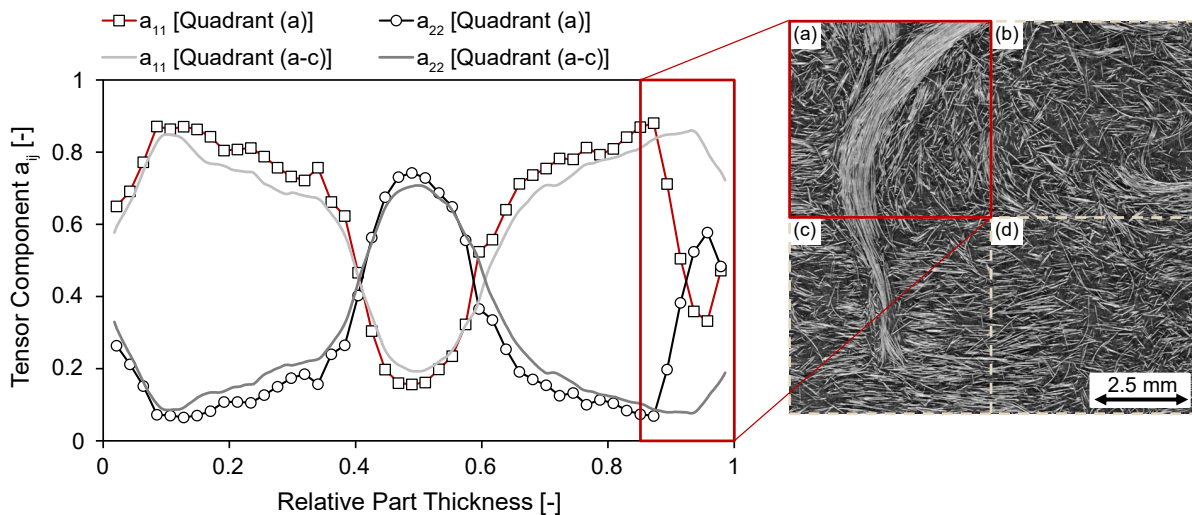 a11 [Quadrant (a)]
a22 [Quadrant (a)]
a11 [Quadrant (a-c)]
a22 [Quadrant (a-c)]
Tensor Component aij [-]
1
0.8
0.6
0.4
0.2
0
0
0.2
0.4
0.6
0.8
1
Relative Part Thickness [-]
(a)
(b)
(c)
(d)
2.5 mm